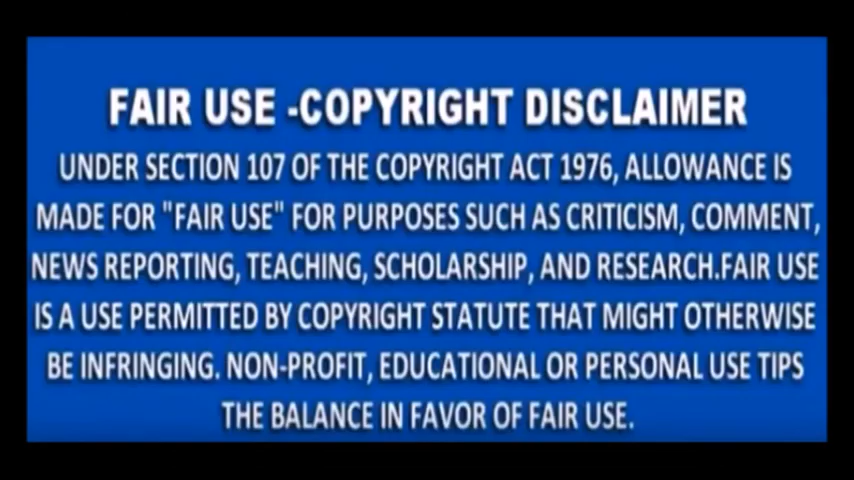 FAIR USE -COPYRIGHT DISCLAIMER
UNDER SECTION 107 OF THE COPYRIGHT ACT 1976, ALLOWANCE IS
MADE FOR "FAIR USE" FOR PURPOSES SUCH AS CRITICISM, COMMENT,
NEWS REPORTING, TEACHING, SCHOLARSHIP, AND RESEARCH.FAIR USE
IS A USE PERMITTED BY COPYRIGHT STATUTE THAT MIGHT OTHERWISE
BE INFRINGING. NON-PROFIT, EDUCATIONAL OR PERSONAL USE TIPS
THE BALANCE IN FAVOR OF FAIR USE.